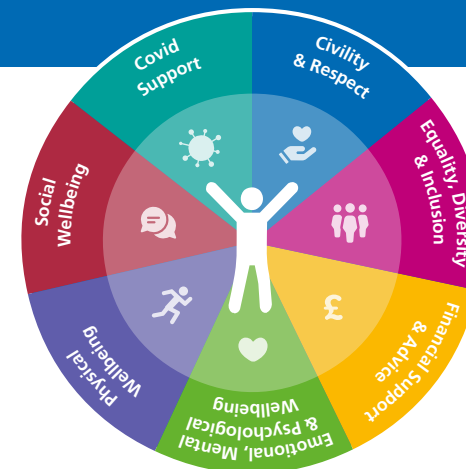 Civility
& Respect
Equality, Diversity
& Inclusion
Financial Support
& Advice
Emotional, Mental
& Psychological
Wellbeing
Physical
Wellbeing
Social
Wellbeing
Covid
Support
£